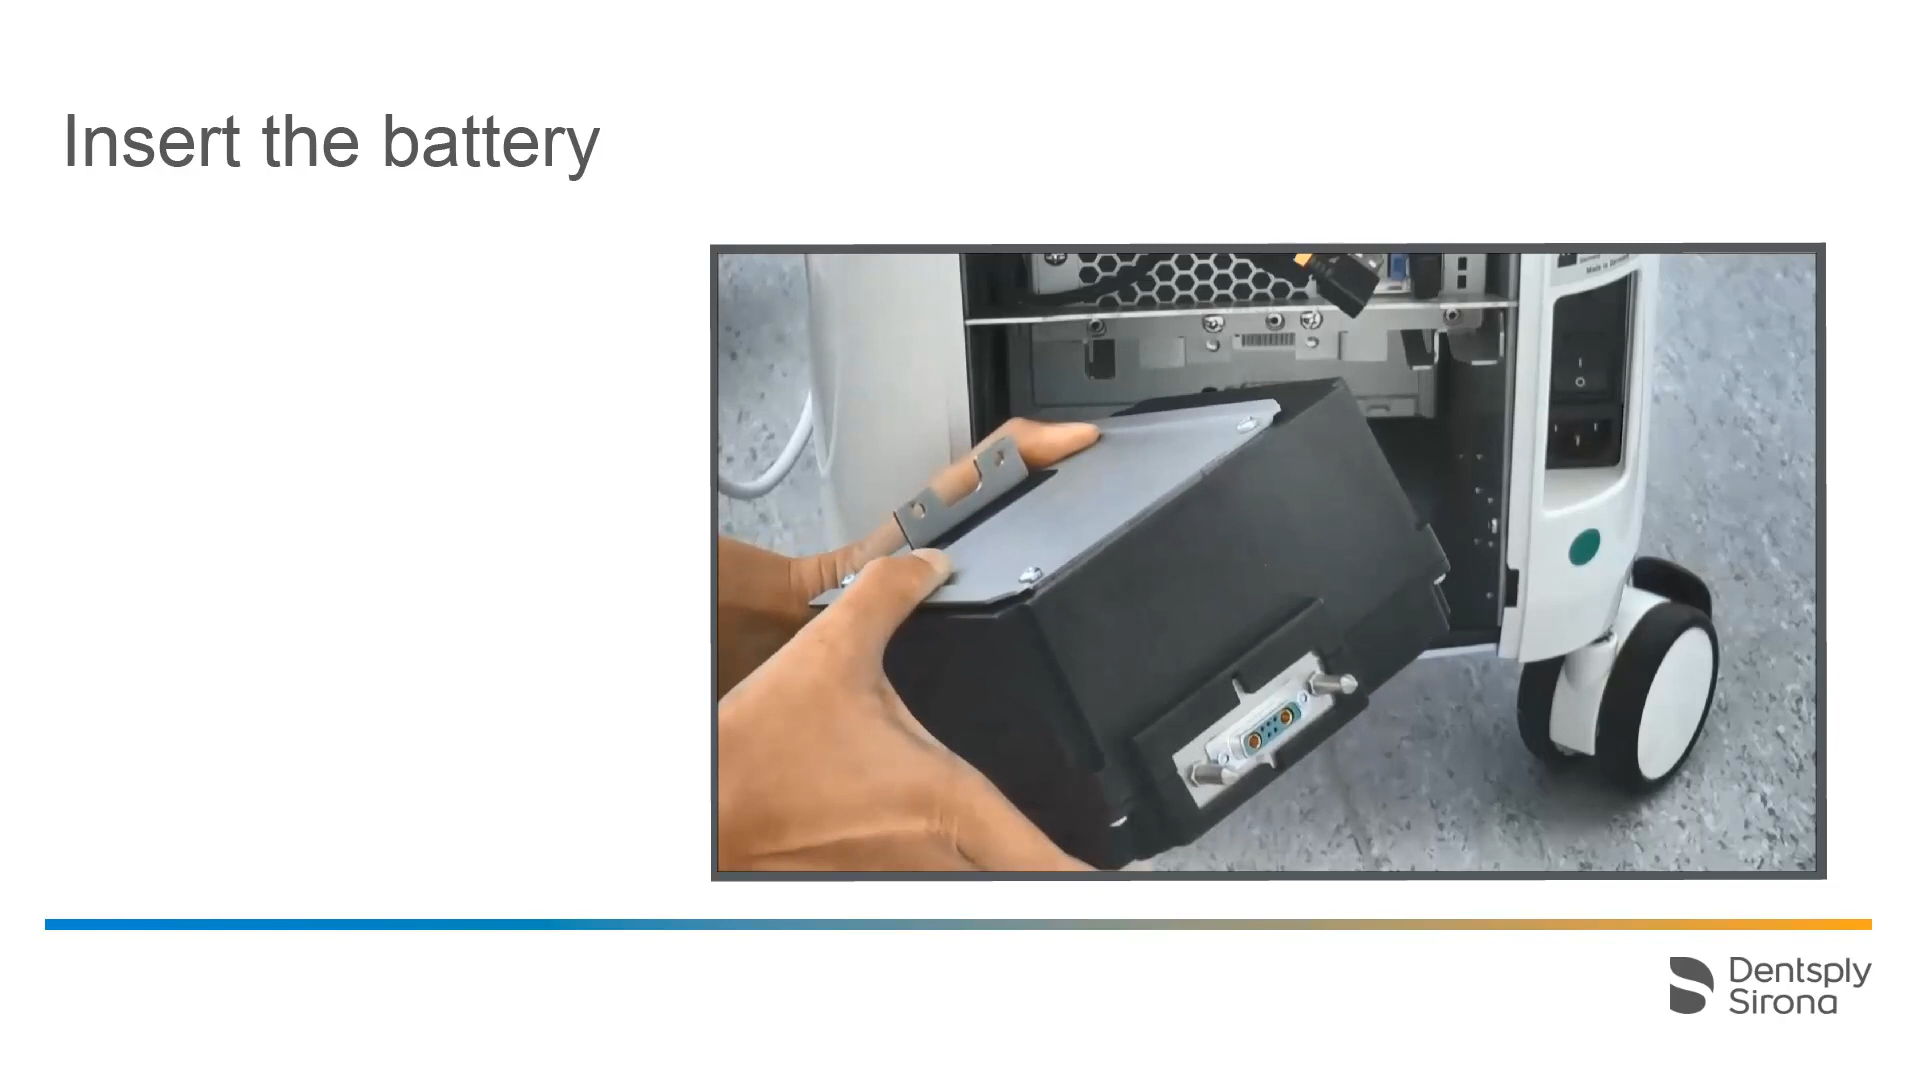 Insert the battery
Dentsply
Sirona